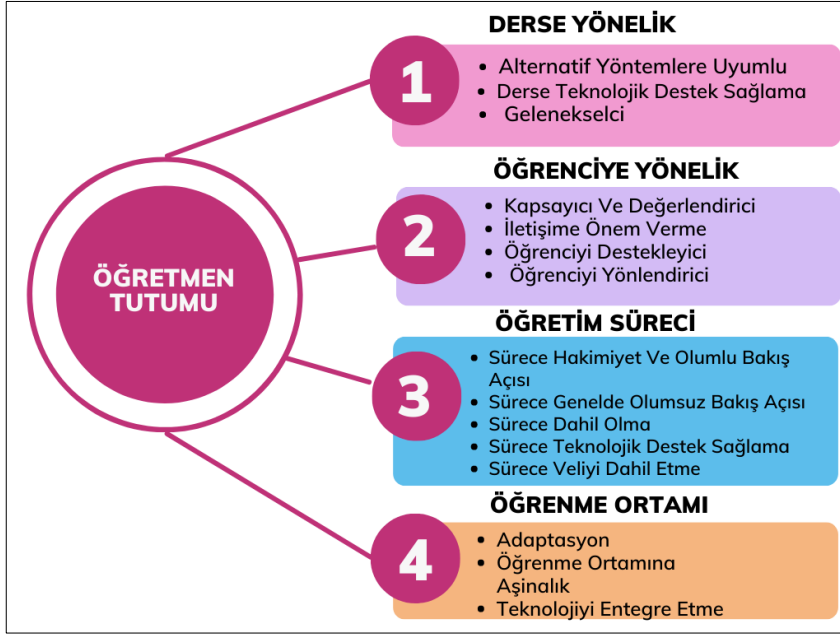 ÖĞRETMEN
TUTUMU
DERSE YÖNELİK
1
• Alternatif Yöntemlere Uyumlu
• Derse Teknolojik Destek Sağlama
• Gelenekselci
ÖĞRENCİYE YÖNELİK
2
• Kapsayıcı Ve Değerlendirici
• İletişime Önem Verme
• Öğrenciyi Destekleyici
• Öğrenciyi Yönlendirici
ÖĞRETİM SÜRECİ
3
• Sürece Hakimiyet Ve Olumlu Bakış
Açısı
• Sürece Genelde Olumsuz Bakış Açısı
• Sürece Dahil Olma
• Sürece Teknolojik Destek Sağlama
• Sürece Veliyi Dahil Etme
ÖĞRENME ORTAMI
4
• Adaptasyon
• Öğrenme Ortamına
Aşinalık
• Teknolojiyi Entegre Etme